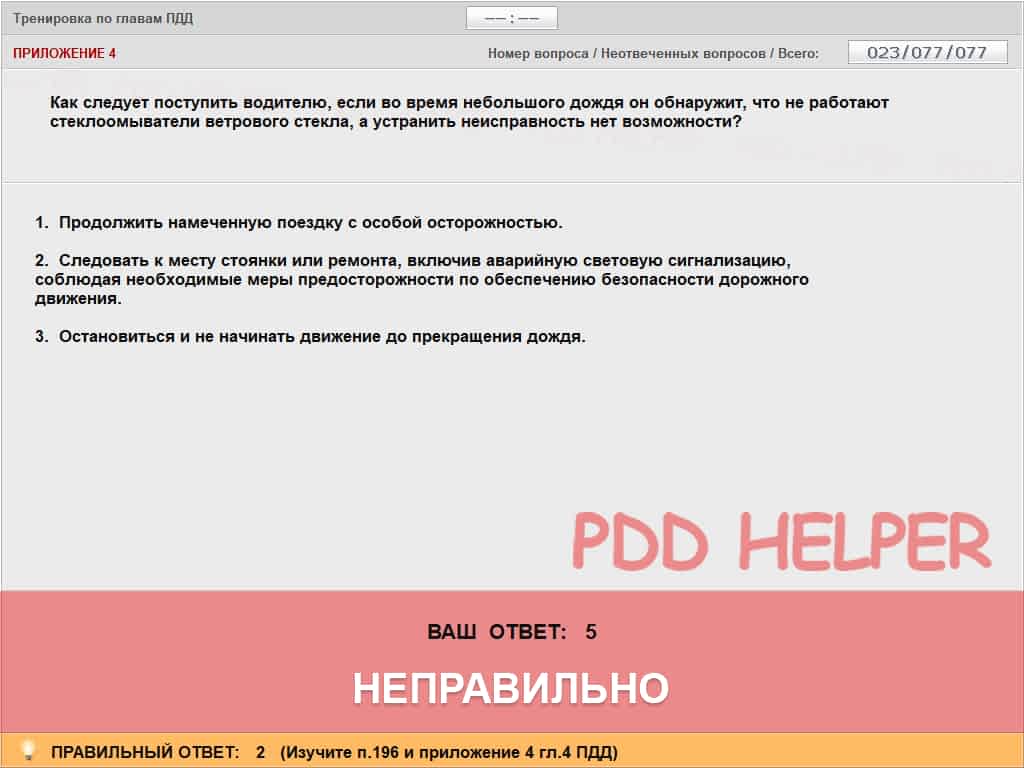 Тренировка по главам ПДД
—— : ——
ПРИЛОЖЕНИЕ 4
Номер вопроса / Неотвеченных вопросов / Всего:
023/077/077
Как следует поступить водителю, если во время небольшого дождя он обнаружит, что не работают
стеклоомыватели ветрового стекла, а устранить неисправность нет возможности?
1. Продолжить намеченную поездку с особой осторожностью.
2. Следовать к месту стоянки или ремонта, включив аварийную световую сигнализацию,
соблюдая необходимые меры предосторожности по обеспечению безопасности дорожного
движения.
3. Остановиться и не начинать движение до прекращения дождя.
PDD HELPER
ВАШ ОТВЕТ: 5
НЕПРАВИЛЬНО
ПРАВИЛЬНЫЙ ОТВЕТ: 2 (Изучите п.196 и приложение 4 гл.4 ПДД)